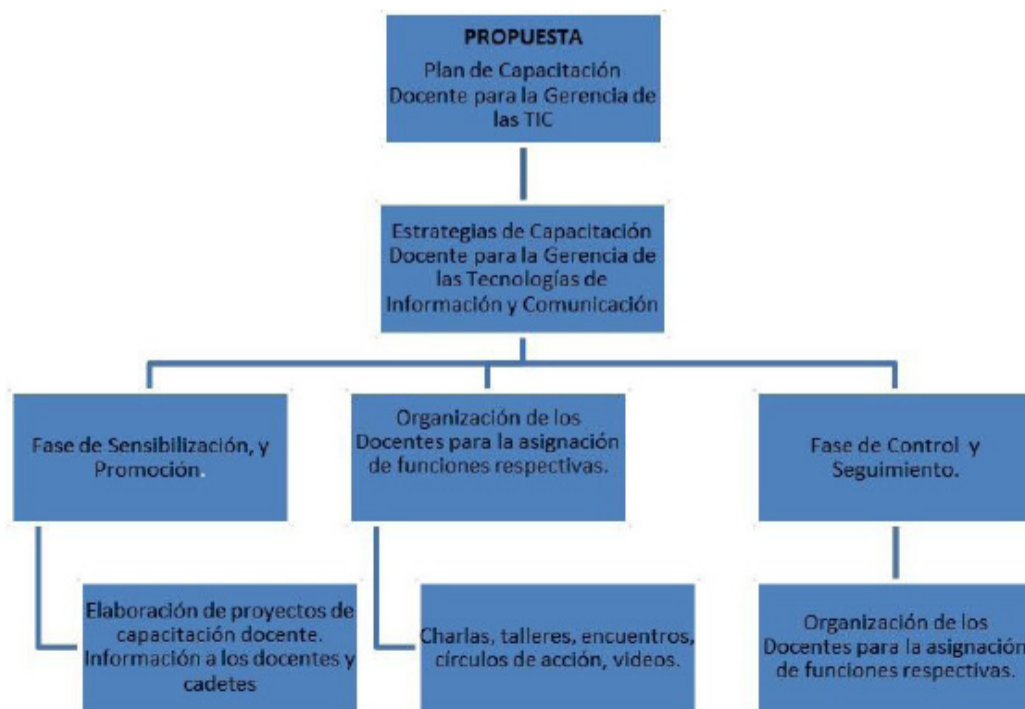 PROPUESTA
Plan de Capacitación
Docente para la Gerencia de
las TIC
Estrategias de Capacitación
Docente para la Gerencia de
las Tecnologías de
Información y Comunicación
Fase de Sensibilización, y
Promoción.
Organización de los
Docentes para la asignación
de funciones respectivas.
Fase de Control y
Seguimiento.
Elaboración de proyectos de
capacitación docente.
Información a los docentes y
cadetes
Charlas, talleres, encuentros,
círculos de acción, videos.
Organización de los
Docentes para la asignación
de funciones respectivas.